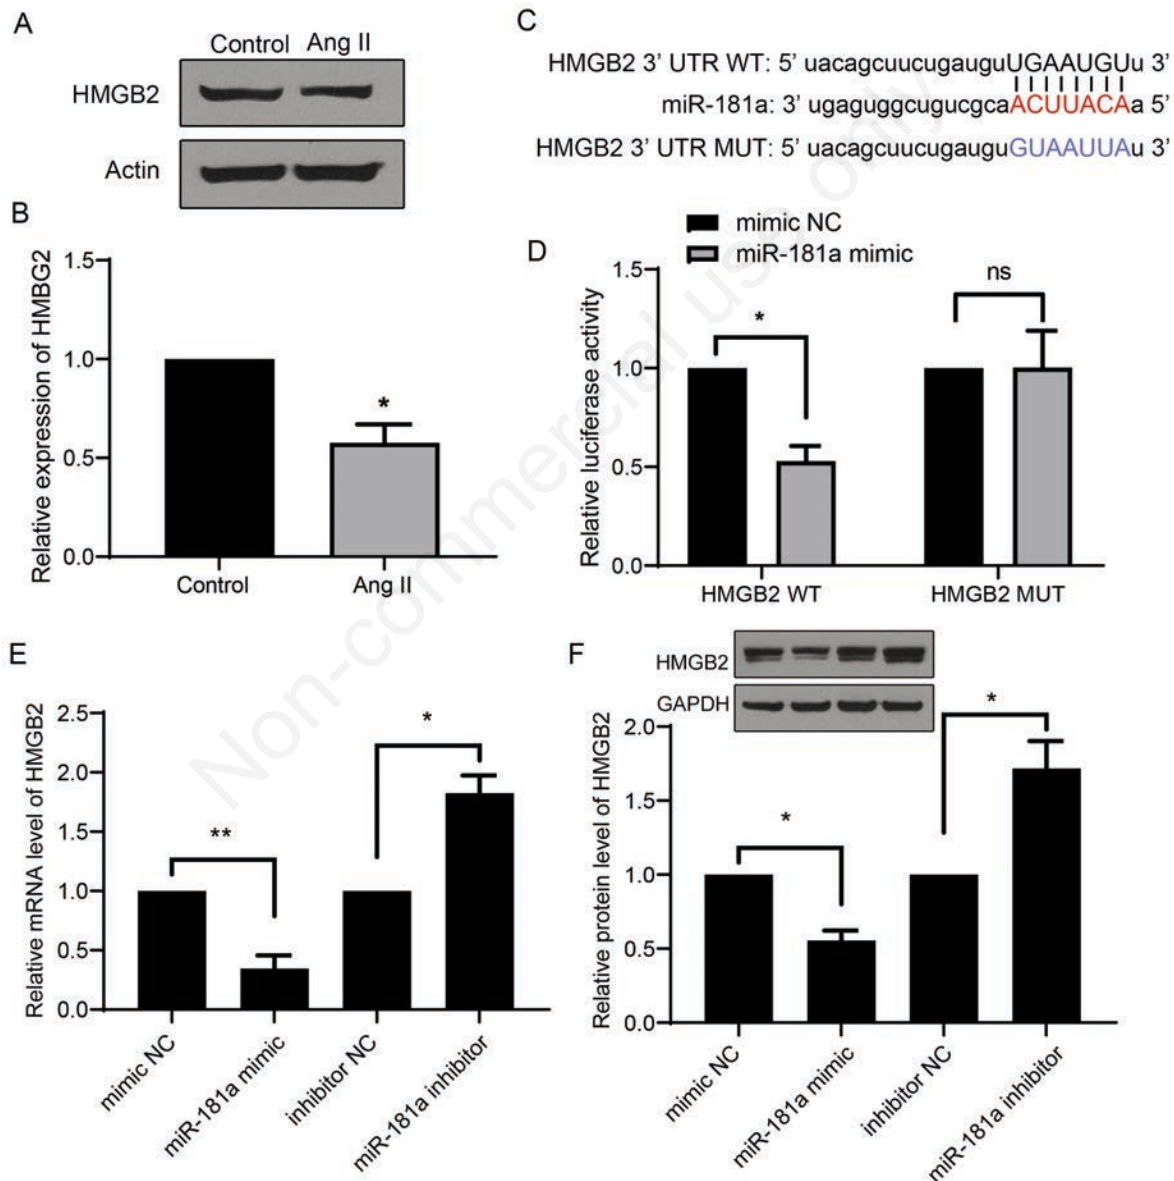 A
Control Ang II
HMGB2
Actin
B
Relative expression of HMBG2
1.5
1.0
0.5
0.0
*
Control
Ang II
C
HMGB2 3’ UTR WT: 5’ uacagcuucugauguUGAAUGUu 3’
miR-181a: 3’ ugaguggcugucgcaACUUACAa 5’
HMGB2 3’ UTR MUT: 5’ uacagcuucugauguGUAAUUAu 3’
D
mimic NC
miR-181a mimic
Relative luciferase activity
1.5
1.0
0.5
0.0
*
ns
HMGB2 WT
HMGB2 MUT
E
Relative mRNA level of HMGB2
2.5
2.0
1.5
1.0
0.5
0.0
**
*
mimic NC
miR-181a mimic
inhibitor NC
miR-181a inhibitor
F
HMGB2
GAPDH
Relative protein level of HMGB2
2.0
1.5
1.0
0.5
0.0
*
*
mimic NC
miR-181a mimic
inhibitor NC
miR-181a inhibitor
Non-commercial use only